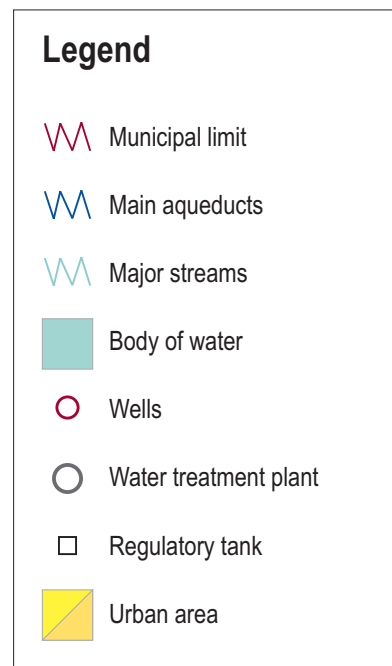 Legend
Municipal limit
Main aqueducts
Major streams
Body of water
Wells
Water treatment plant
Regulatory tank
Urban area